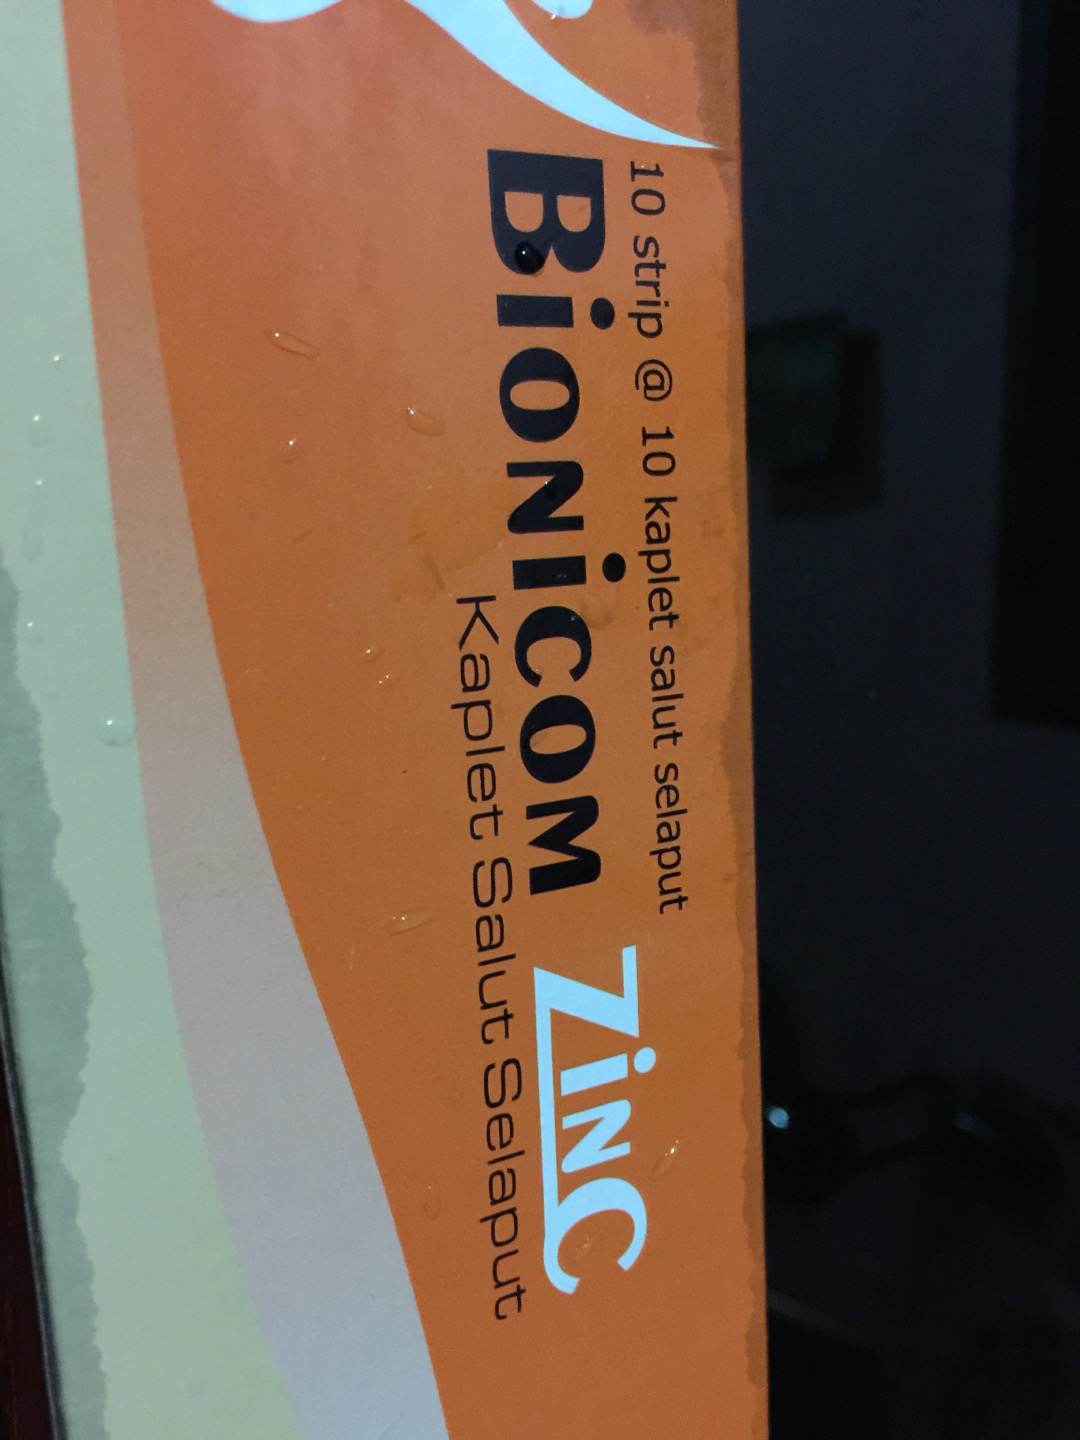 10 strip @ 10 kaplet salut selaput
BioNicom ZiNC
Kaplet Salut Selaput